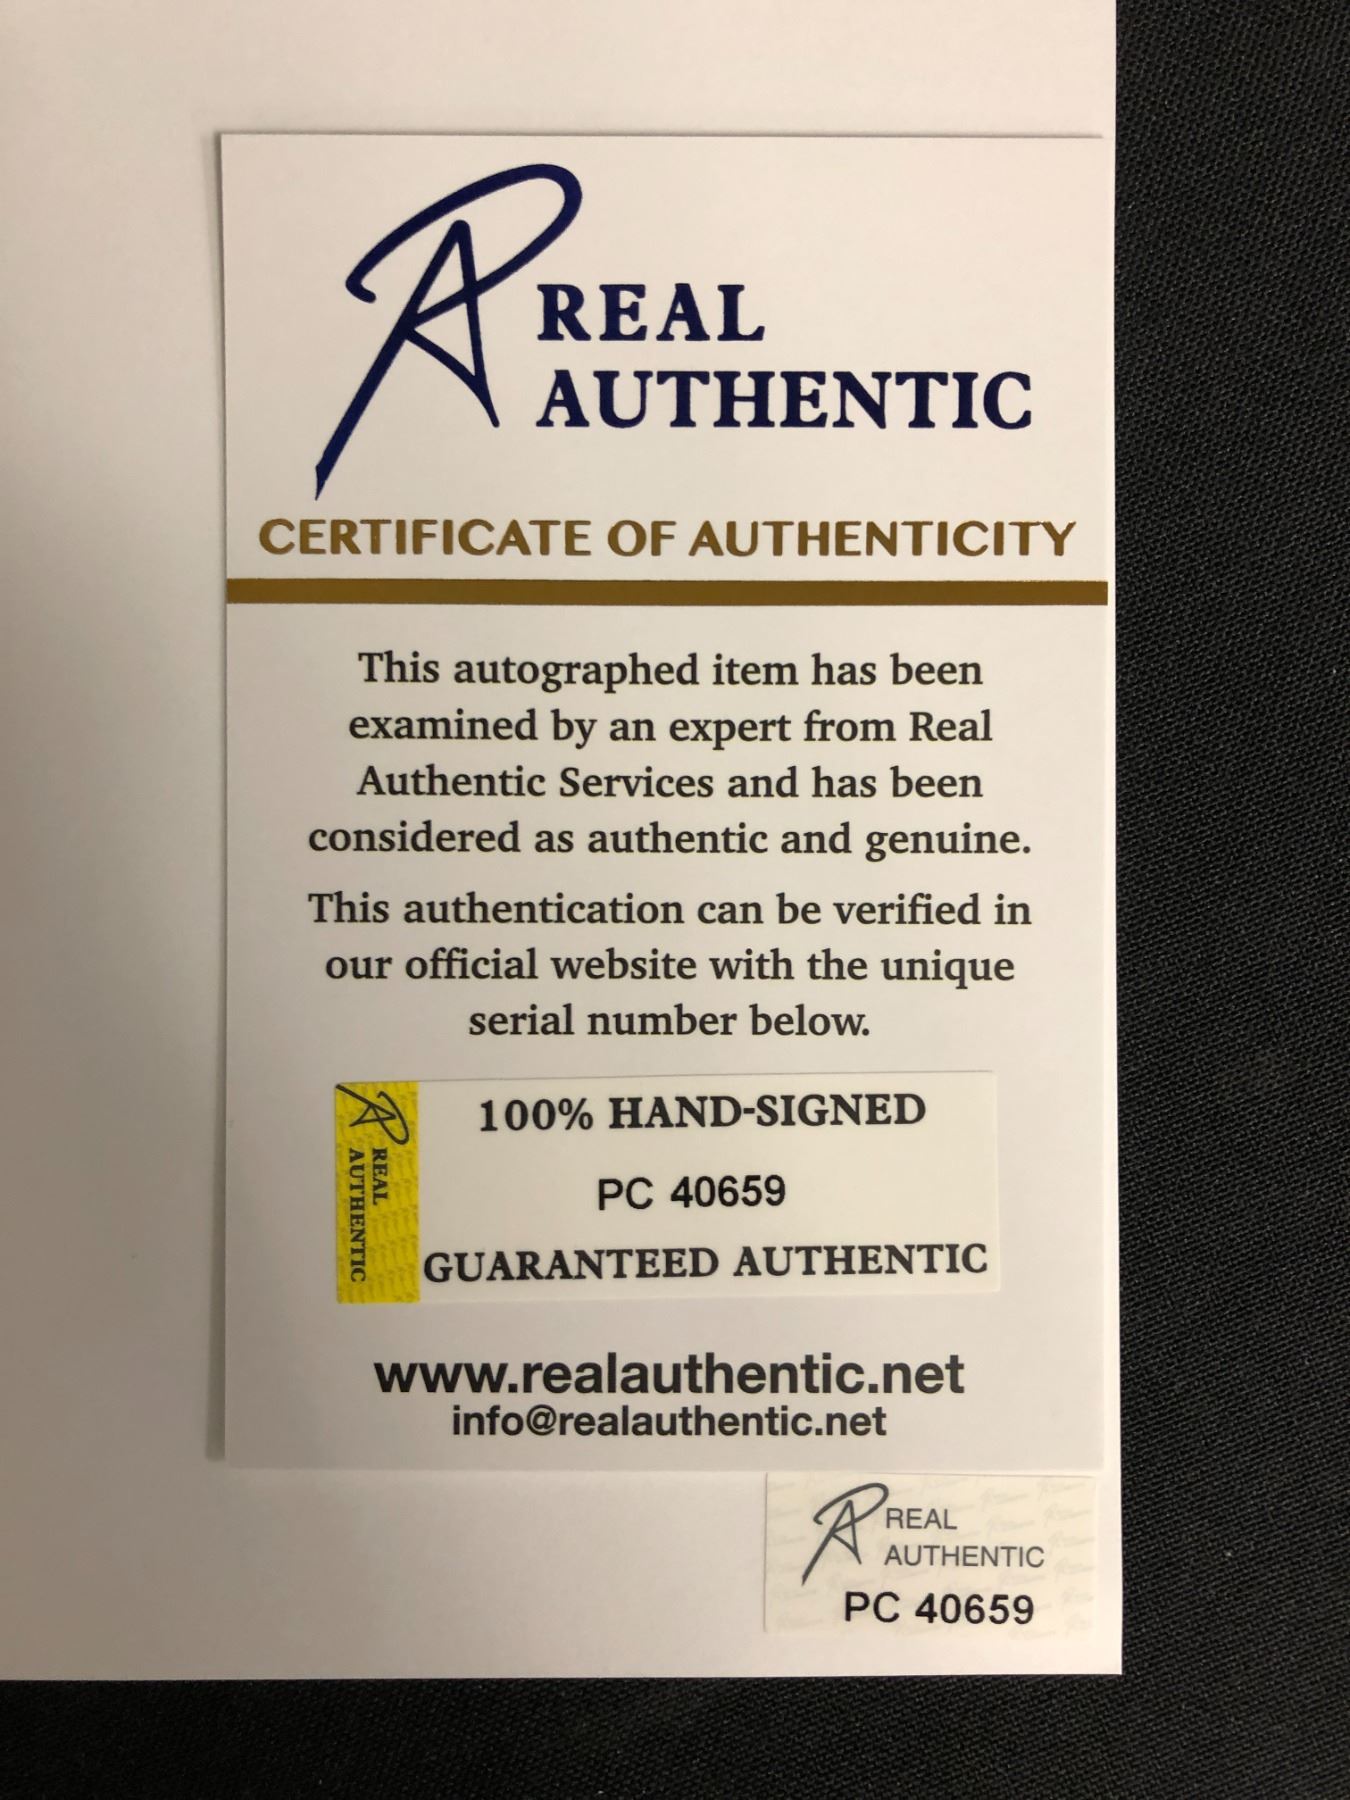 REAL
AUTHENTIC
CERTIFICATE OF AUTHENTICITY
This autographed item has been
examined by an expert from Real
Authentic Services and has been
considered as authentic and genuine.
This authentication can be verified in
our official website with the unique
serial number below.
REAL
AUTHENTIC
100% HAND-SIGNED
PC 40659
GUARANTEED AUTHENTIC
www.realauthentic.net
info@realauthentic.net
REAL
AUTHENTIC
PC 40659